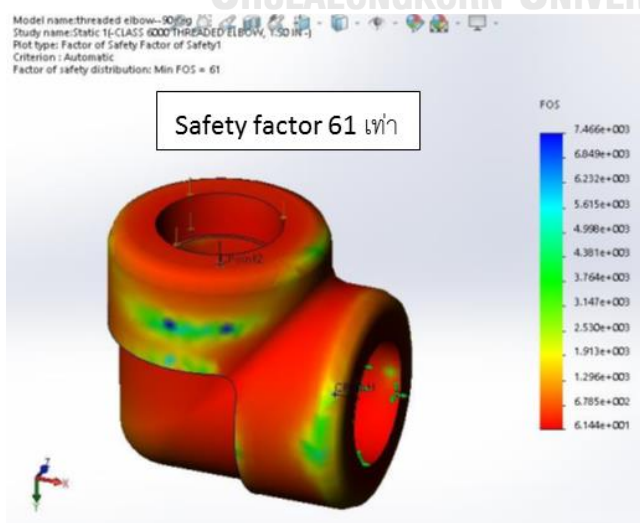 CHULALONGKORN UNIVERSITY
Model name:threaded elbow--90deg
Study name:Static 1(-CLASS 6000 THREADED ELBOW, 1.50 IN-)
Plot type: Factor of Safety Factor of Safety1
Criterion : Automatic
Factor of safety distribution: Min FOS = 61
Safety factor 61 เท่า
FOS
7.466e+003
6.849e+003
6.232e+003
5.615e+003
4.998e+003
4.381e+003
3.764e+003
3.147e+003
2.530e+003
1.913e+003
1.296e+003
6.785e+002
6.144e+001
Point2
Z
X
Y